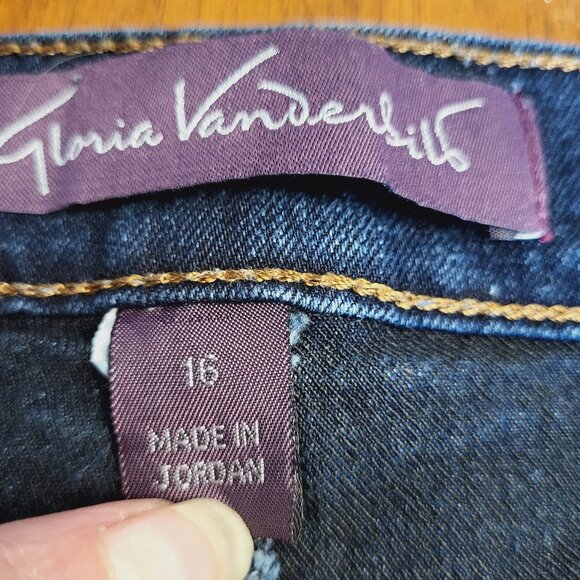 Gloria Vanderbilt
16
MADE IN
JORDAN